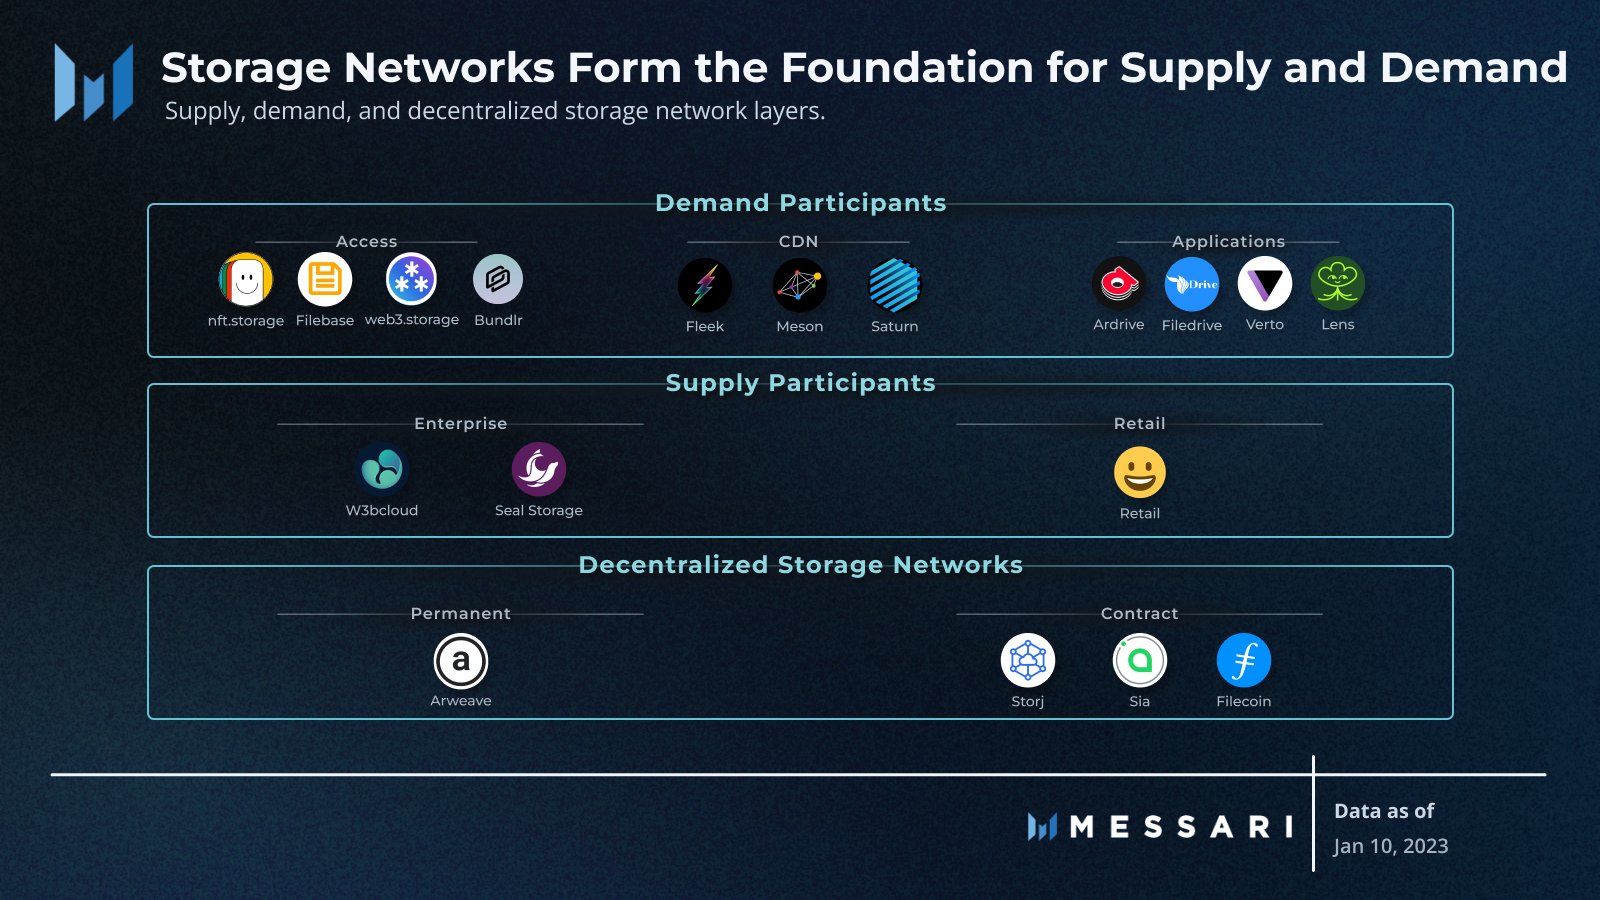 Storage Networks Form the Foundation for Supply and Demand
Supply, demand, and decentralized storage network layers.
Demand Participants
Access
CDN
Applications
nft.storage
Filebase
web3.storage
Bundlr
Fleek
Meson
Saturn
Drive
Ardrive
Filedrive
Verto
Lens
Supply Participants
Enterprise
Retail
W3bcloud
Seal Storage
Retail
Decentralized Storage Networks
Permanent
Contract
a
Arweave
Storj
Sia
Filecoin
MESSARI
Data as of
Jan 10, 2023